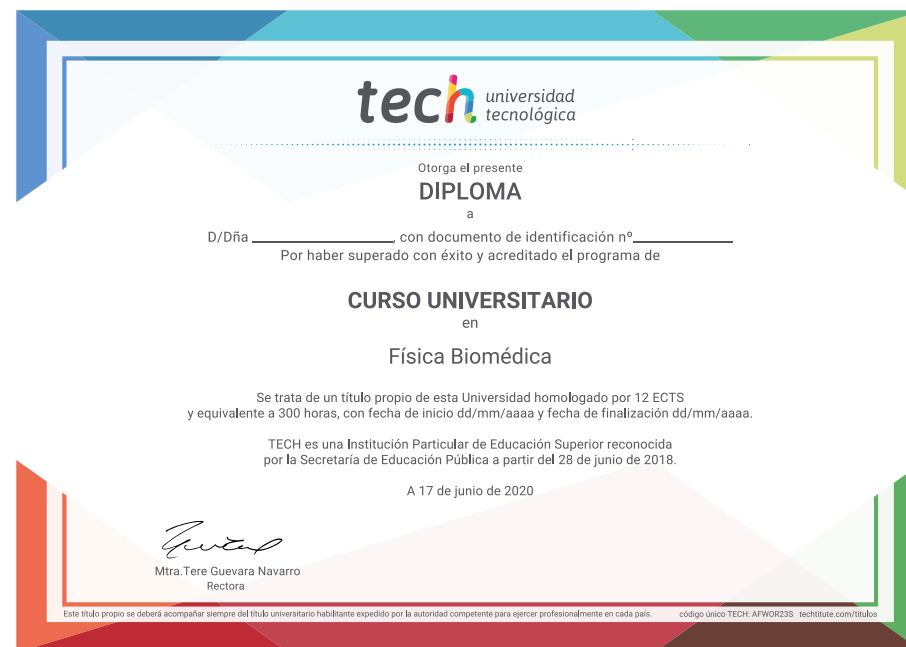 tech universidad
tecnológica
Otorga el presente
DIPLOMA
a
D/Dña ____________________, con documento de identificación nº______________
Por haber superado con éxito y acreditado el programa de
CURSO UNIVERSITARIO
en
Física Biomédica
Se trata de un título propio de esta Universidad homologado por 12 ECTS
y equivalente a 300 horas, con fecha de inicio dd/mm/aaaa y fecha de finalización dd/mm/aaaa.
TECH es una Institución Particular de Educación Superior reconocida
por la Secretaría de Educación Pública a partir del 28 de junio de 2018.
A 17 de junio de 2020
Mtra.Tere Guevara Navarro
Rectora
Este título propio se deberá acompañar siempre del título universitario habilitante expedido por la autoridad competente para ejercer profesionalmente en cada país. código único TECH: AFWOR23S techtitute.com/titulos